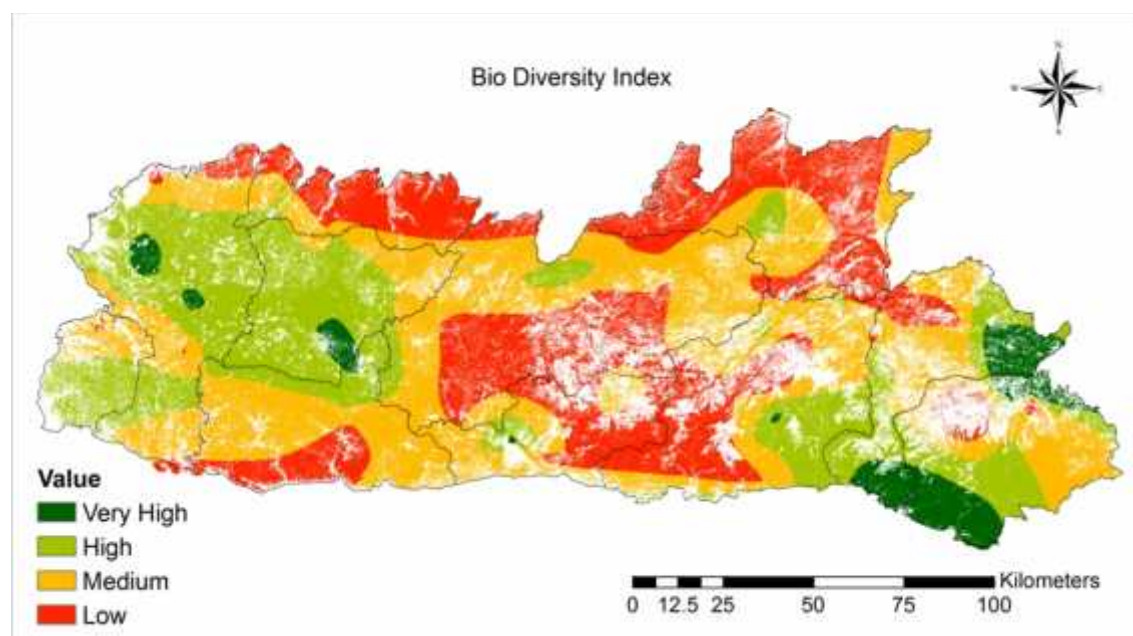 Bio Diversity Index
N
W E
S
Value
Very High
High
Medium
Low
Kilometers
0 12.5 25 50 75 100